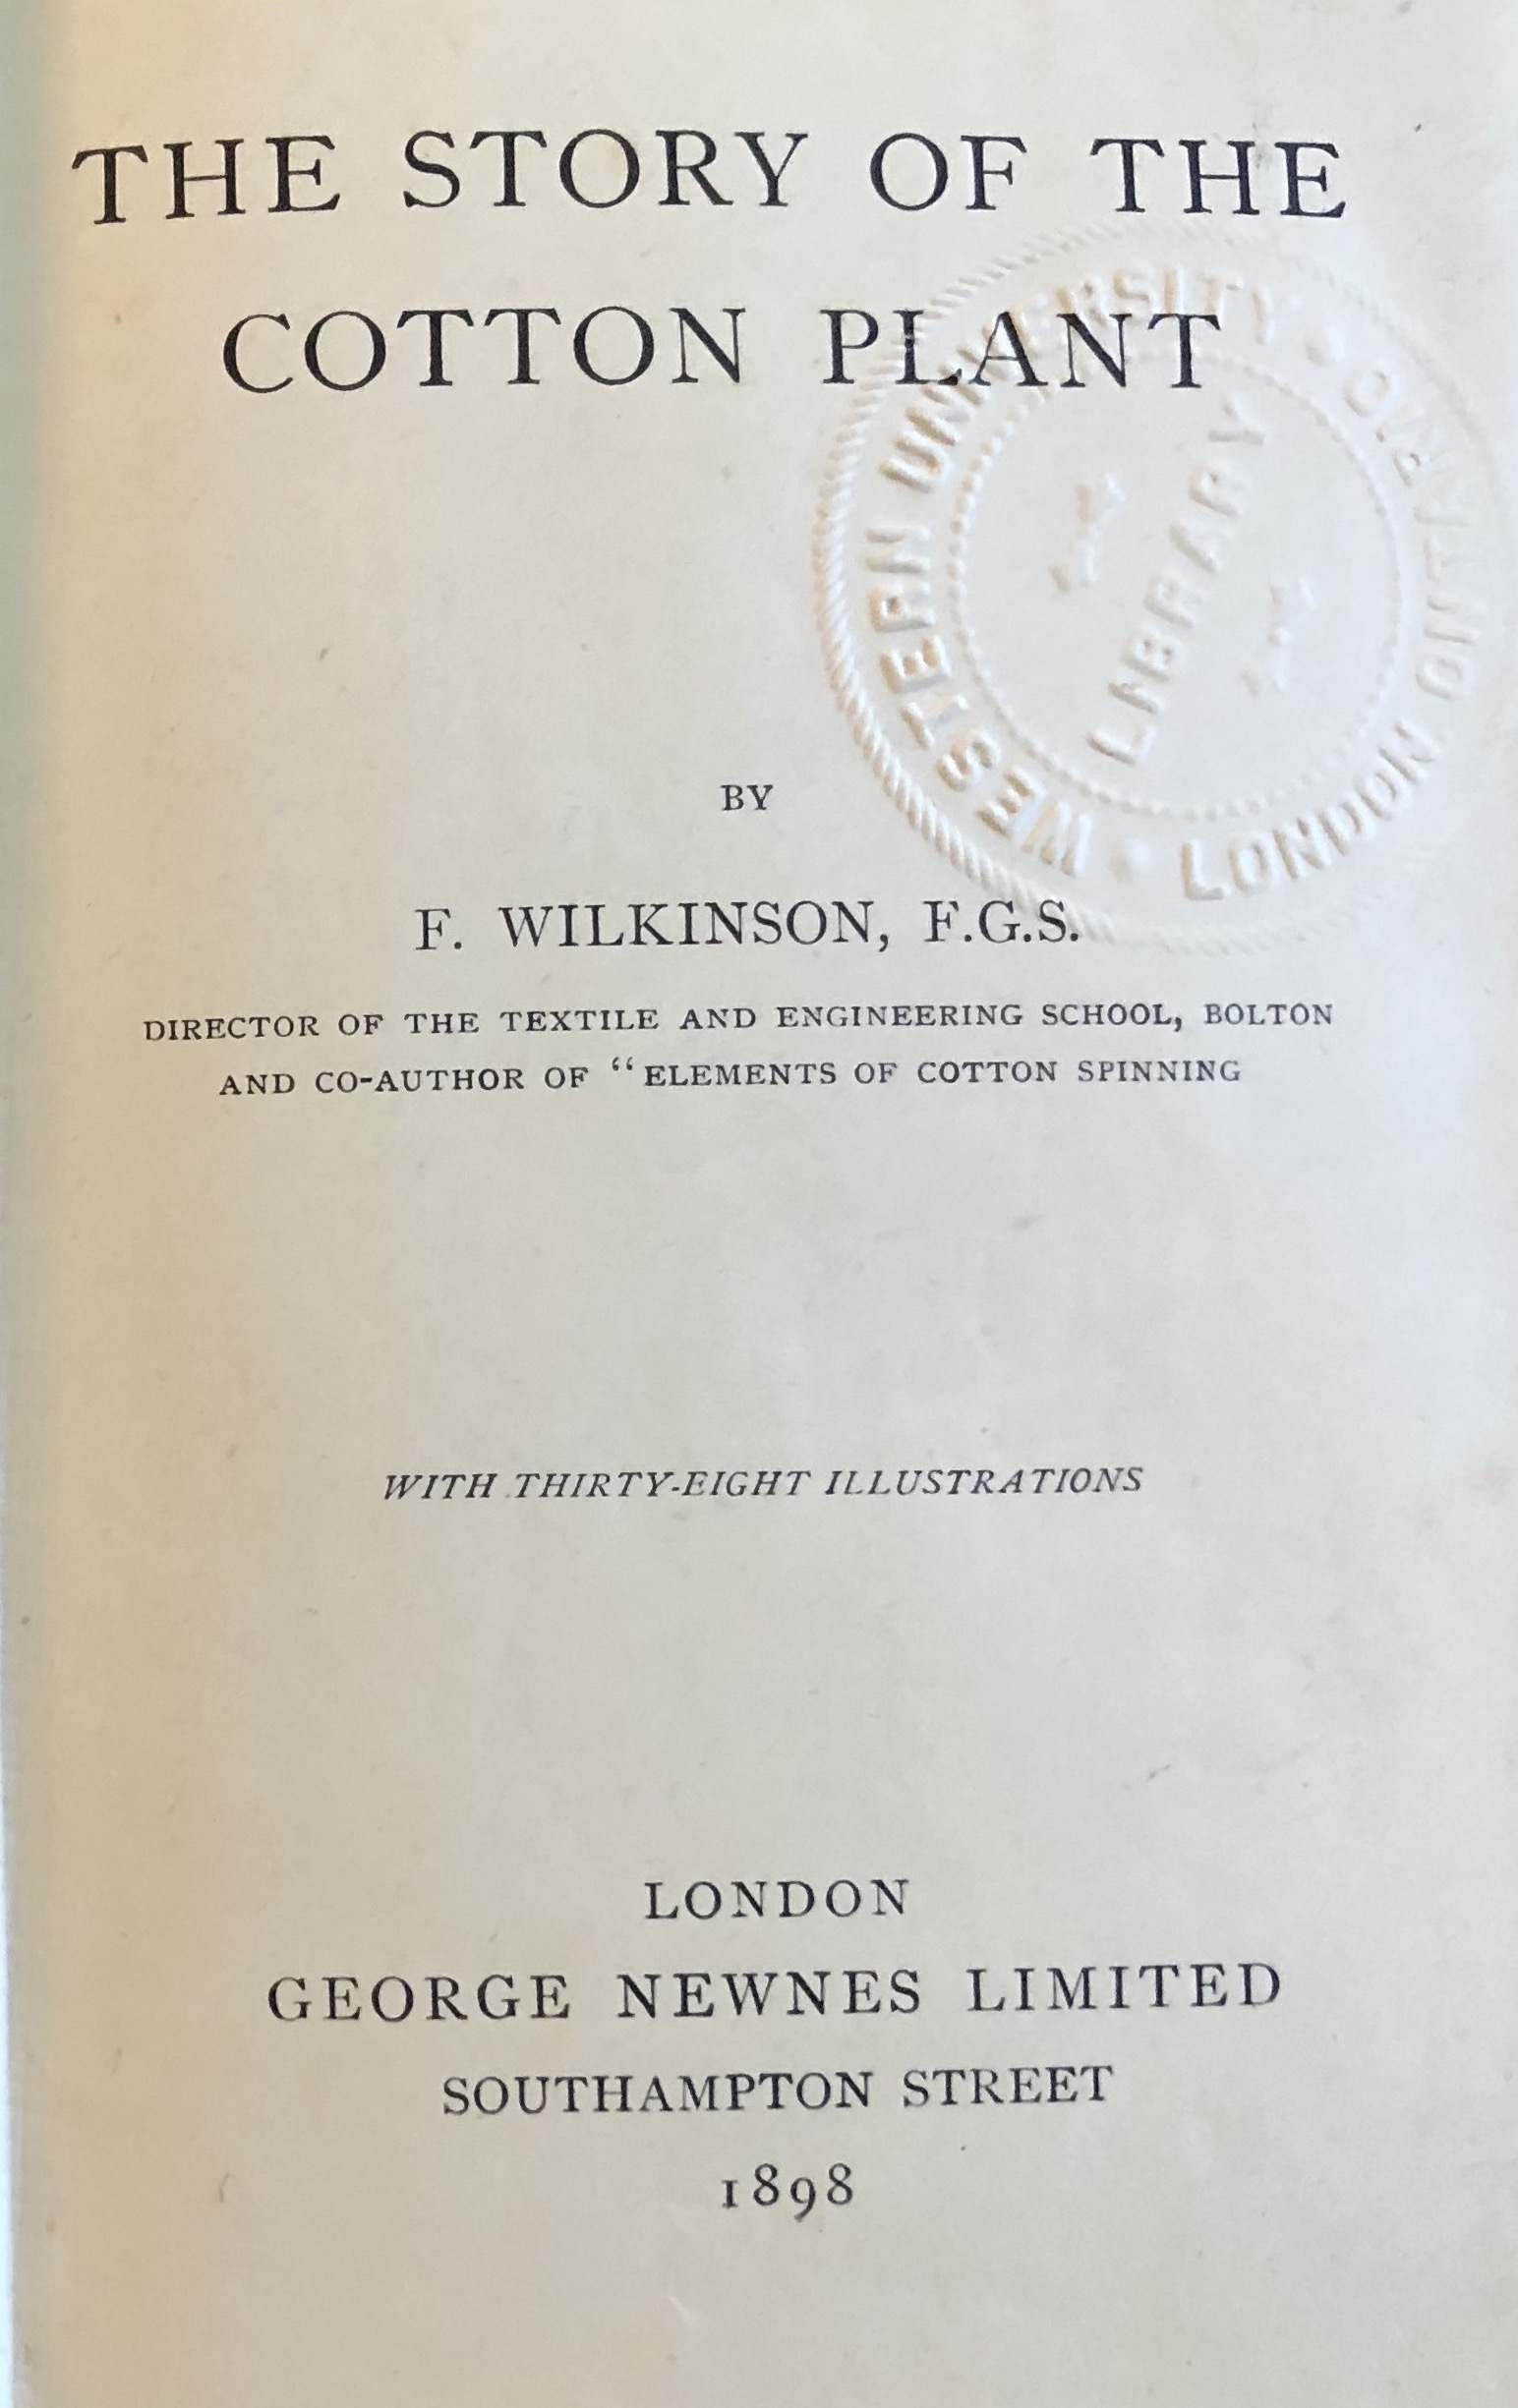 THE STORY OF THE
COTTON PLANT
WESTERN UNIVERSITY • LONDON. ONTARIO •
LIBRARY
BY
F. WILKINSON, F.G.S.
DIRECTOR OF THE TEXTILE AND ENGINEERING SCHOOL, BOLTON
AND CO-AUTHOR OF “ELEMENTS OF COTTON SPINNING
WITH THIRTY-EIGHT ILLUSTRATIONS
LONDON
GEORGE NEWNES LIMITED
SOUTHAMPTON STREET
1898